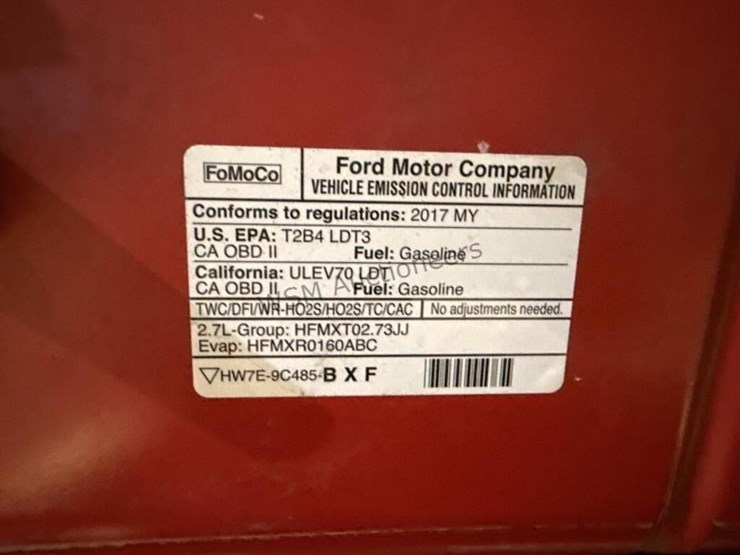 FoMoCo
Ford Motor Company
VEHICLE EMISSION CONTROL INFORMATION
Conforms to regulations: 2017 MY
U.S. EPA: T2B4 LDT3
CA OBD II Fuel: Gasoline
California: ULEV70 LDT
CA OBD II Fuel: Gasoline
TWC/DFI/WR-HO2S/HO2S/TC/CAC No adjustments needed.
2.7L-Group: HFMXT02.73JJ
Evap: HFMXR0160ABC
▽HW7E-9C485-B X F
WSM Auctioneers